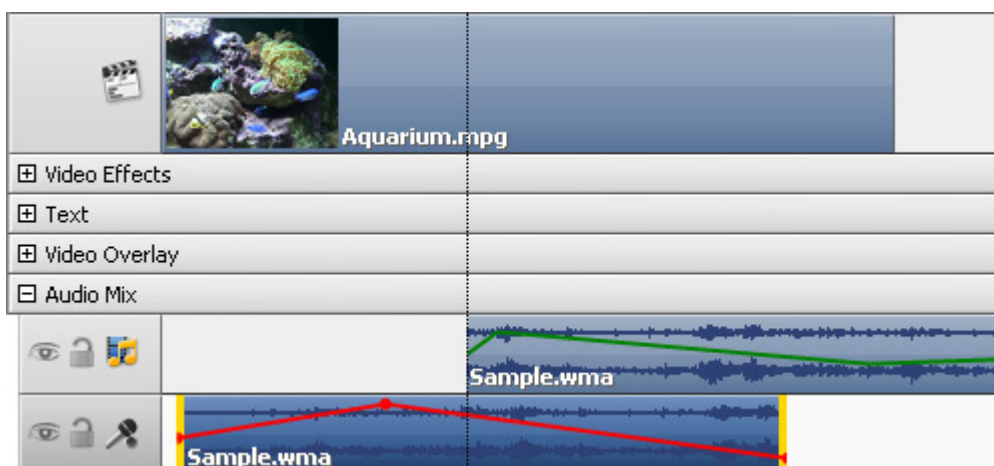 Aquarium.mpg
Video Effects
Text
Video Overlay
Audio Mix
Sample.wma
Sample.wma